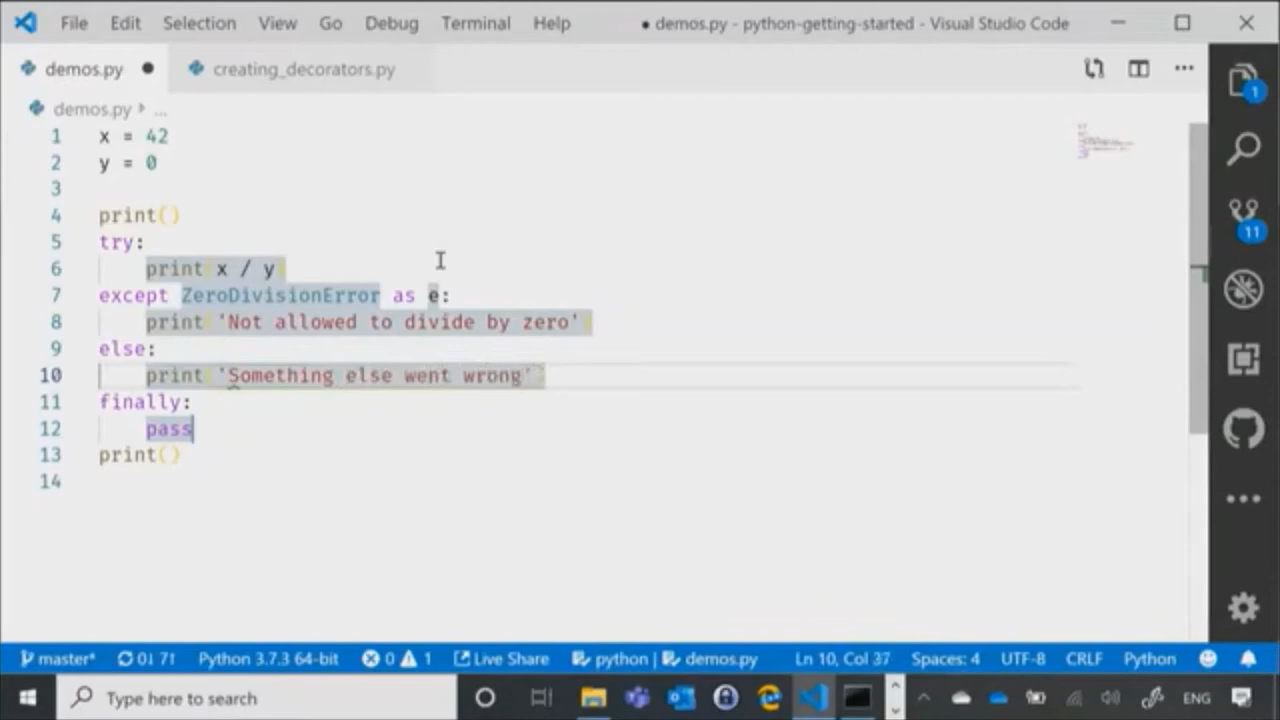 File Edit Selection View Go Debug Terminal Help ● demos.py - python-getting-started - Visual Studio Code
demos.py ● creating_decorators.py
demos.py › ...
1 x = 42
2 y = 0
3
4 print()
5 try:
6 print(x / y)
7 except ZeroDivisionError as e:
8 print('Not allowed to divide by zero')
9 else:
10 print('Something else went wrong')
11 finally:
12 pass
13 print()
14
1
11
master* 0↓ 7↑ Python 3.7.3 64-bit 0 1 Live Share python | demos.py Ln 10, Col 37 Spaces: 4 UTF-8 CRLF Python
Type here to search ENG